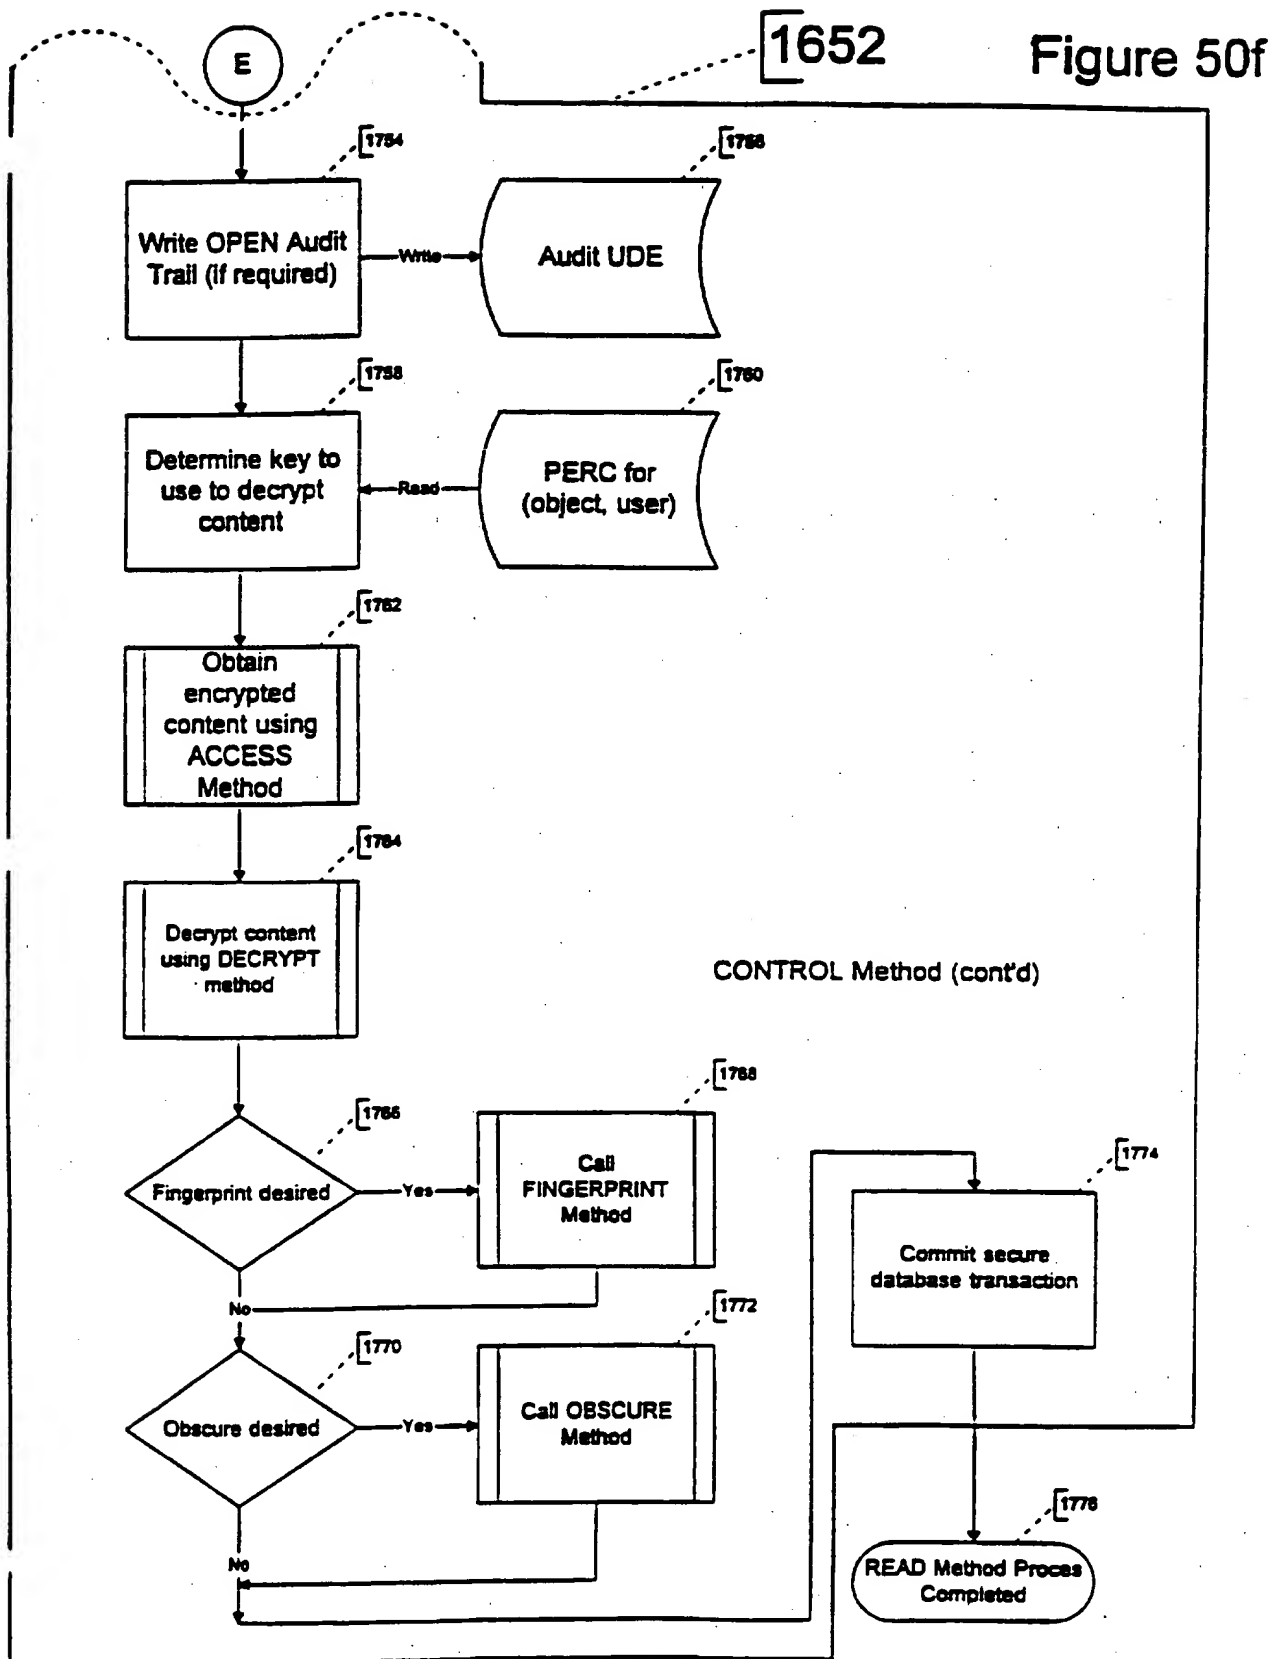 E
1652
Figure 50f
1754
1756
Write OPEN Audit
Trail (if required)
Write
Audit UDE
1758
1760
Determine key to
use to decrypt
content
Read
PERC for
(object, user)
1762
Obtain
encrypted
content using
ACCESS
Method
1764
Decrypt content
using DECRYPT
method
CONTROL Method (cont'd)
1766
1768
Fingerprint desired
Yes
Call
FINGERPRINT
Method
1774
Commit secure
database transaction
No
1770
1772
Obscure desired
Yes
Call OBSCURE
Method
No
1776
READ Method Proces
Completed